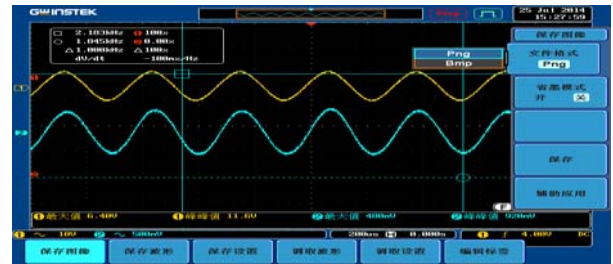 GWINSTEK
Stop
25 Jul 2014
15:27:59
2.103kHz 100x
1.045kHz 0.00x
△1.000kHz △100x
dV/dt
Png
Bmp
保存图像
文件格式
Png
省墨模式
开 关
保存
辅助应用
最大值 6.40V
峰峰值 11.6V
最大值 400mV
峰峰值 920mV
10V
500mV
200us
0.000s
4.00V
DC
保存图像
保存波形
保存设置
调取波形
调取设置
编辑标签